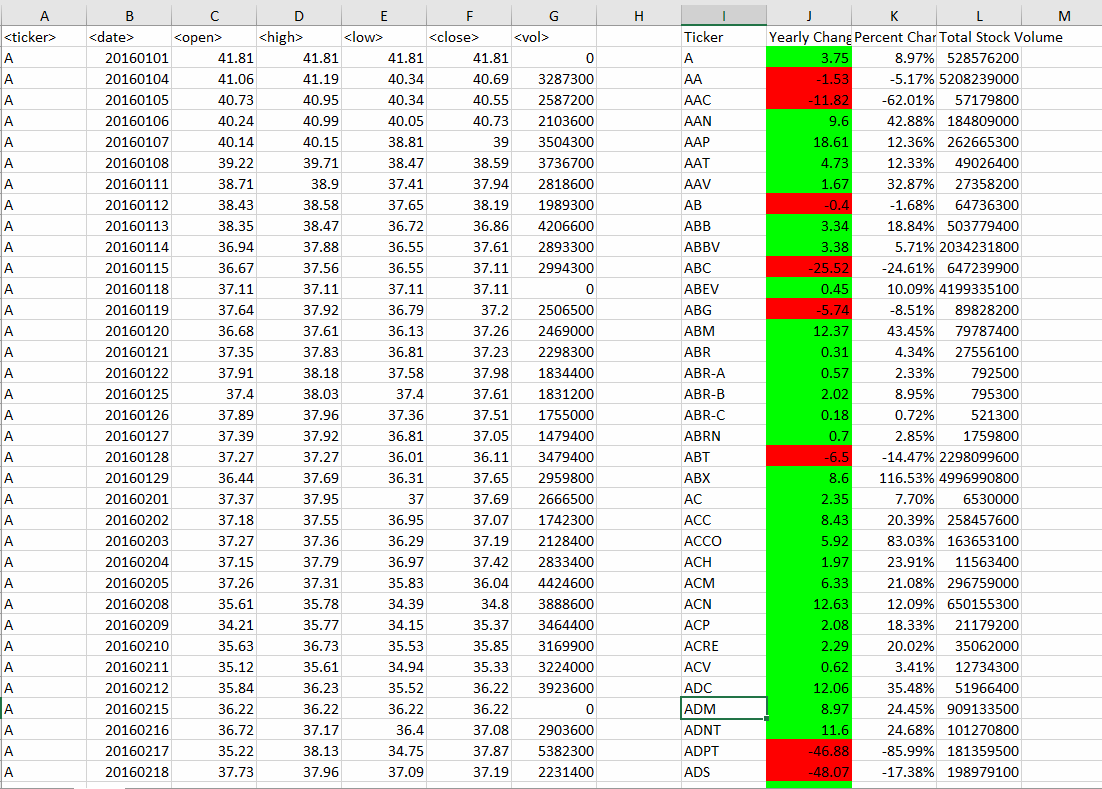 A B C D E F G H I J K L M
<ticker> <date> <open> <high> <low> <close> <vol> Ticker Yearly Chang Percent Char Total Stock Volume
A 20160101 41.81 41.81 41.81 41.81 0 A 3.75 8.97% 528576200
A 20160104 41.06 41.19 40.34 40.69 3287300 AA -1.53 -5.17% 5208239000
A 20160105 40.73 40.95 40.34 40.55 2587200 AAC -11.82 -62.01% 57179800
A 20160106 40.24 40.99 40.05 40.73 2103600 AAN 9.6 42.88% 184809000
A 20160107 40.14 40.15 38.81 39 3504300 AAP 18.61 12.36% 262665300
A 20160108 39.22 39.71 38.47 38.59 3736700 AAT 4.73 12.33% 49026400
A 20160111 38.71 38.9 37.41 37.94 2818600 AAV 1.67 32.87% 27358200
A 20160112 38.43 38.58 37.65 38.19 1989300 AB -0.4 -1.68% 64736300
A 20160113 38.35 38.47 36.72 36.86 4206600 ABB 3.34 18.84% 503779400
A 20160114 36.94 37.88 36.55 37.61 2893300 ABBV 3.38 5.71% 2034231800
A 20160115 36.67 37.56 36.55 37.11 2994300 ABC -25.52 -24.61% 647239900
A 20160118 37.11 37.11 37.11 37.11 0 ABEV 0.45 10.09% 4199335100
A 20160119 37.64 37.92 36.79 37.2 2506500 ABG -5.74 -8.51% 89828200
A 20160120 36.68 37.61 36.13 37.26 2469000 ABM 12.37 43.45% 79787400
A 20160121 37.35 37.83 36.81 37.23 2298300 ABR 0.31 4.34% 27556100
A 20160122 37.91 38.18 37.58 37.98 1834400 ABR-A 0.57 2.33% 792500
A 20160125 37.4 38.03 37.4 37.61 1831200 ABR-B 2.02 8.95% 795300
A 20160126 37.89 37.96 37.36 37.51 1755000 ABR-C 0.18 0.72% 521300
A 20160127 37.39 37.92 36.81 37.05 1479400 ABRN 0.7 2.85% 1759800
A 20160128 37.27 37.27 36.01 36.11 3479400 ABT -6.5 -14.47% 2298099600
A 20160129 36.44 37.69 36.31 37.65 2959800 ABX 8.6 116.53% 4996990800
A 20160201 37.37 37.95 37 37.69 2666500 AC 2.35 7.70% 6530000
A 20160202 37.18 37.55 36.95 37.07 1742300 ACC 8.43 20.39% 258457600
A 20160203 37.27 37.36 36.29 37.19 2128400 ACCO 5.92 83.03% 163653100
A 20160204 37.15 37.79 36.97 37.42 2833400 ACH 1.97 23.91% 11563400
A 20160205 37.26 37.31 35.83 36.04 4424600 ACM 6.33 21.08% 296759000
A 20160208 35.61 35.78 34.39 34.8 3888600 ACN 12.63 12.09% 650155300
A 20160209 34.21 35.77 34.15 35.37 3464400 ACP 2.08 18.33% 21179200
A 20160210 35.63 36.73 35.53 35.85 3169900 ACRE 2.29 20.02% 35062000
A 20160211 35.12 35.61 34.94 35.33 3224000 ACV 0.62 3.41% 12734300
A 20160212 35.84 36.23 35.52 36.22 3923600 ADC 12.06 35.48% 51966400
A 20160215 36.22 36.22 36.22 36.22 0 ADM 8.97 24.45% 909133500
A 20160216 36.72 37.17 36.4 37.08 2903600 ADNT 11.6 24.68% 101270800
A 20160217 35.22 38.13 34.75 37.87 5382300 ADPT -46.88 -85.99% 181359500
A 20160218 37.73 37.96 37.09 37.19 2231400 ADS -48.07 -17.38% 198979100